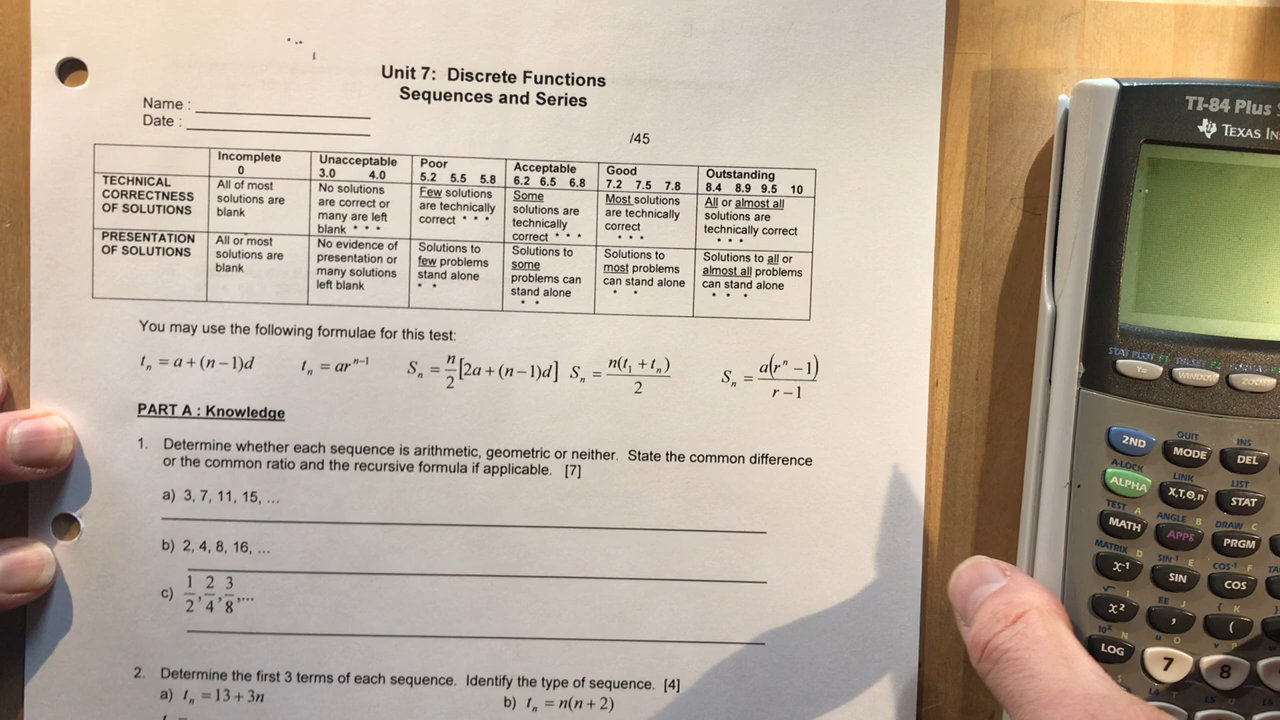 Unit 7: Discrete Functions
Sequences and Series
Name :
Date :
/45
Incomplete
0
Unacceptable
3.0 4.0
Poor
5.2 5.5 5.8
Acceptable
6.2 6.5 6.8
Good
7.2 7.5 7.8
Outstanding
8.4 8.9 9.5 10
TECHNICAL
CORRECTNESS
OF SOLUTIONS
All of most
solutions are
blank
No solutions
are correct or
many are left
blank * * *
Few solutions
are technically
correct * * *
Some
solutions are
technically
correct * * *
Most solutions
are technically
correct
* * *
All or almost all
solutions are
technically correct
* * *
PRESENTATION
OF SOLUTIONS
All or most
solutions are
blank
No evidence of
presentation or
many solutions
left blank
Solutions to
few problems
stand alone
* *
Solutions to
some
problems can
stand alone
* *
Solutions to
most problems
can stand alone
* *
Solutions to all or
almost all problems
can stand alone
* * *
You may use the following formulae for this test:
tₙ = a + (n − 1)d tₙ = arⁿ⁻¹ Sₙ = n/2 [2a + (n − 1)d] Sₙ = n(t₁ + tₙ)/2 Sₙ = a(rⁿ − 1)/r − 1
PART A : Knowledge
1. Determine whether each sequence is arithmetic, geometric or neither. State the common difference
or the common ratio and the recursive formula if applicable. [7]
a) 3, 7, 11, 15, ...
b) 2, 4, 8, 16, ...
c) 1/2, 2/4, 3/8, ...
2. Determine the first 3 terms of each sequence. Identify the type of sequence. [4]
a) tₙ = 13 + 3n b) tₙ = n(n + 2)
TI-84 Plus
TEXAS IN
STAT PLOT F1 TBLSET F2
Y= WINDOW ZOOM
QUIT INS
2ND MODE DEL
A-LOCK LINK LIST
ALPHA X,T,Θ,n STAT
TEST A ANGLE B DRAW C
MATH APPS PRGM
MATRIX D SIN⁻¹ E COS⁻¹ F
x⁻¹ SIN COS
√ I EE J { K
x² , (
10ˣ N u O v P
LOG 7 8
L4 L5 L6